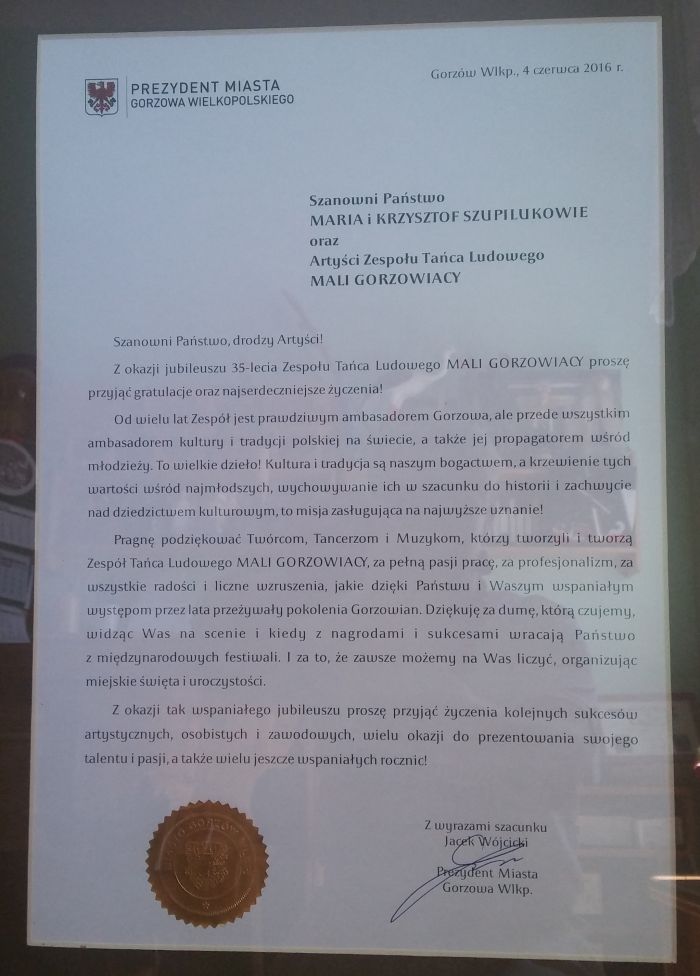 PREZYDENT MIASTA
GORZOWA WIELKOPOLSKIEGO
Gorzów Wlkp., 4 czerwca 2016 r.
Szanowni Państwo
MARIA i KRZYSZTOF SZUPILUKOWIE
oraz
Artyści Zespołu Tańca Ludowego
MALI GORZOWIACY
Szanowni Państwo, drodzy Artyści!
Z okazji jubileuszu 35-lecia Zespołu Tańca Ludowego MALI GORZOWIACY proszę
przyjąć gratulacje oraz najserdeczniejsze życzenia!
Od wielu lat Zespół jest prawdziwym ambasadorem Gorzowa, ale przede wszystkim
ambasadorem kultury i tradycji polskiej na świecie, a także jej propagatorem wśród
młodzieży. To wielkie dzieło! Kultura i tradycja są naszym bogactwem, a krzewienie tych
wartości wśród najmłodszych, wychowywanie ich w szacunku do historii i zachwycie
nad dziedzictwem kulturowym, to misja zasługująca na najwyższe uznanie!
Pragnę podziękować Twórcom, Tancerzom i Muzykom, którzy tworzyli i tworzą
Zespół Tańca Ludowego MALI GORZOWIACY, za pełną pasji pracę, za profesjonalizm, za
wszystkie radości i liczne wzruszenia, jakie dzięki Państwu i Waszym wspaniałym
występom przez lata przeżywały pokolenia Gorzowian. Dziękuję za dumę, którą czujemy,
widząc Was na scenie i kiedy z nagrodami i sukcesami wracają Państwo
z międzynarodowych festiwali. I za to, że zawsze możemy na Was liczyć, organizując
miejskie święta i uroczystości.
Z okazji tak wspaniałego jubileuszu proszę przyjąć życzenia kolejnych sukcesów
artystycznych, osobistych i zawodowych, wielu okazji do prezentowania swojego
talentu i pasji, a także wielu jeszcze wspaniałych rocznic!
Z wyrazami szacunku
Jacek Wójcicki
Prezydent Miasta
Gorzowa Wlkp.